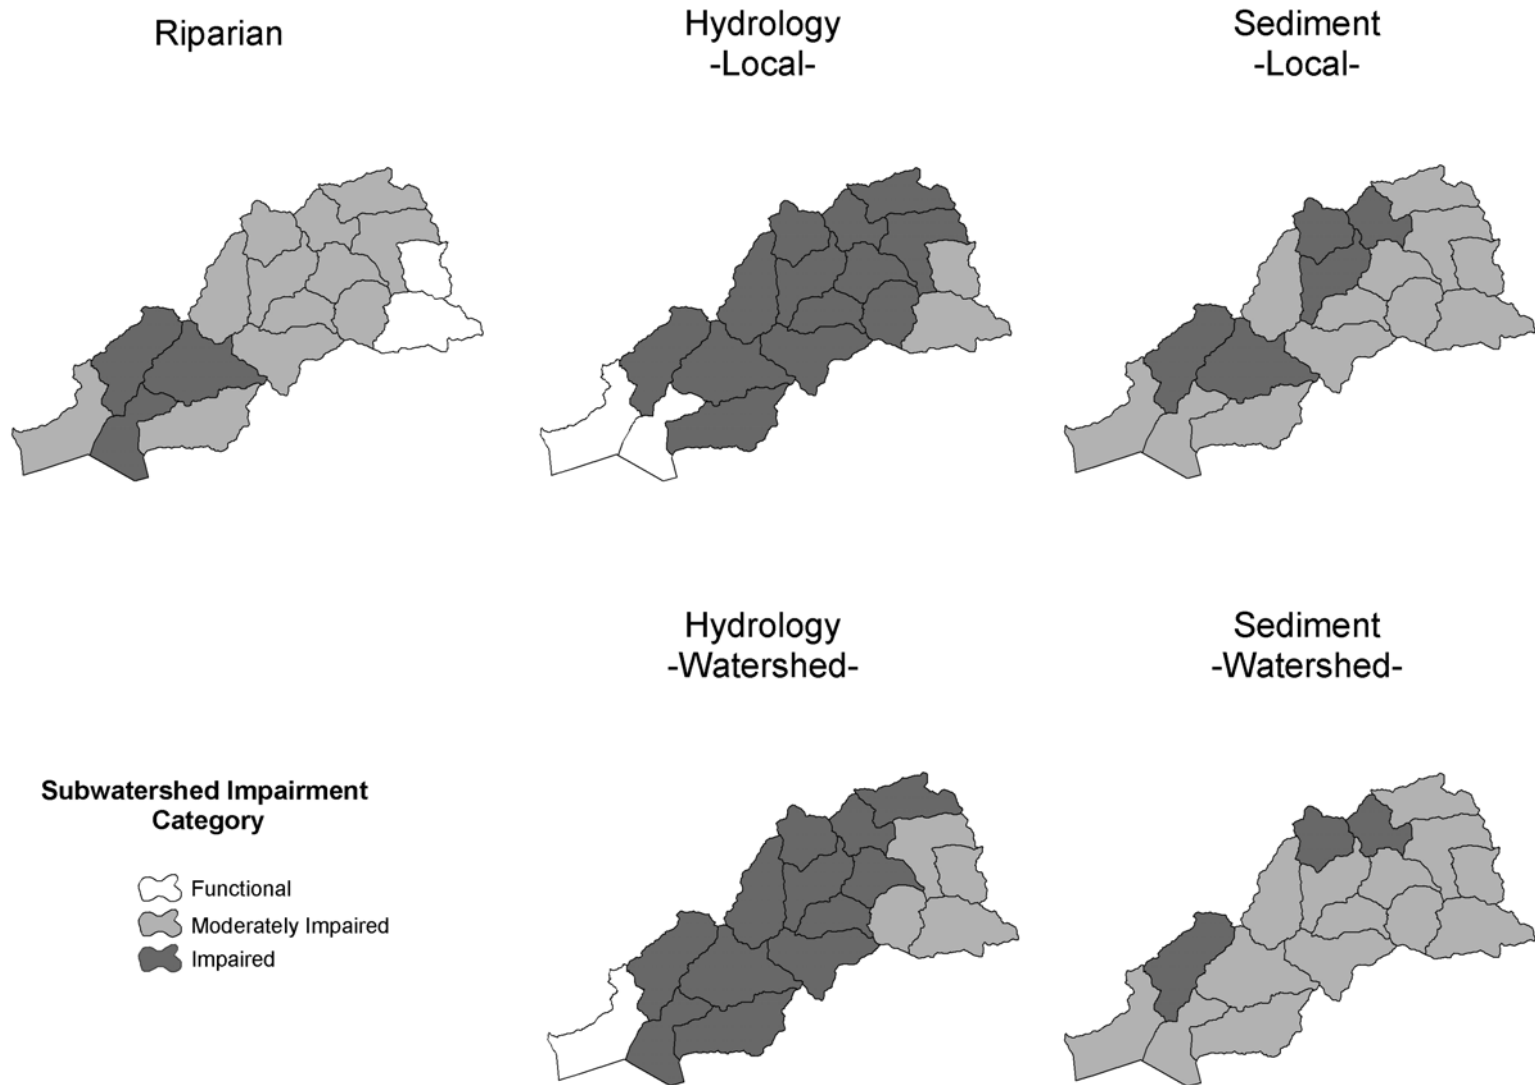 Riparian
Hydrology
-Local-
Sediment
-Local-
Hydrology
-Watershed-
Sediment
-Watershed-
Subwatershed Impairment
Category
Functional
Moderately Impaired
Impaired